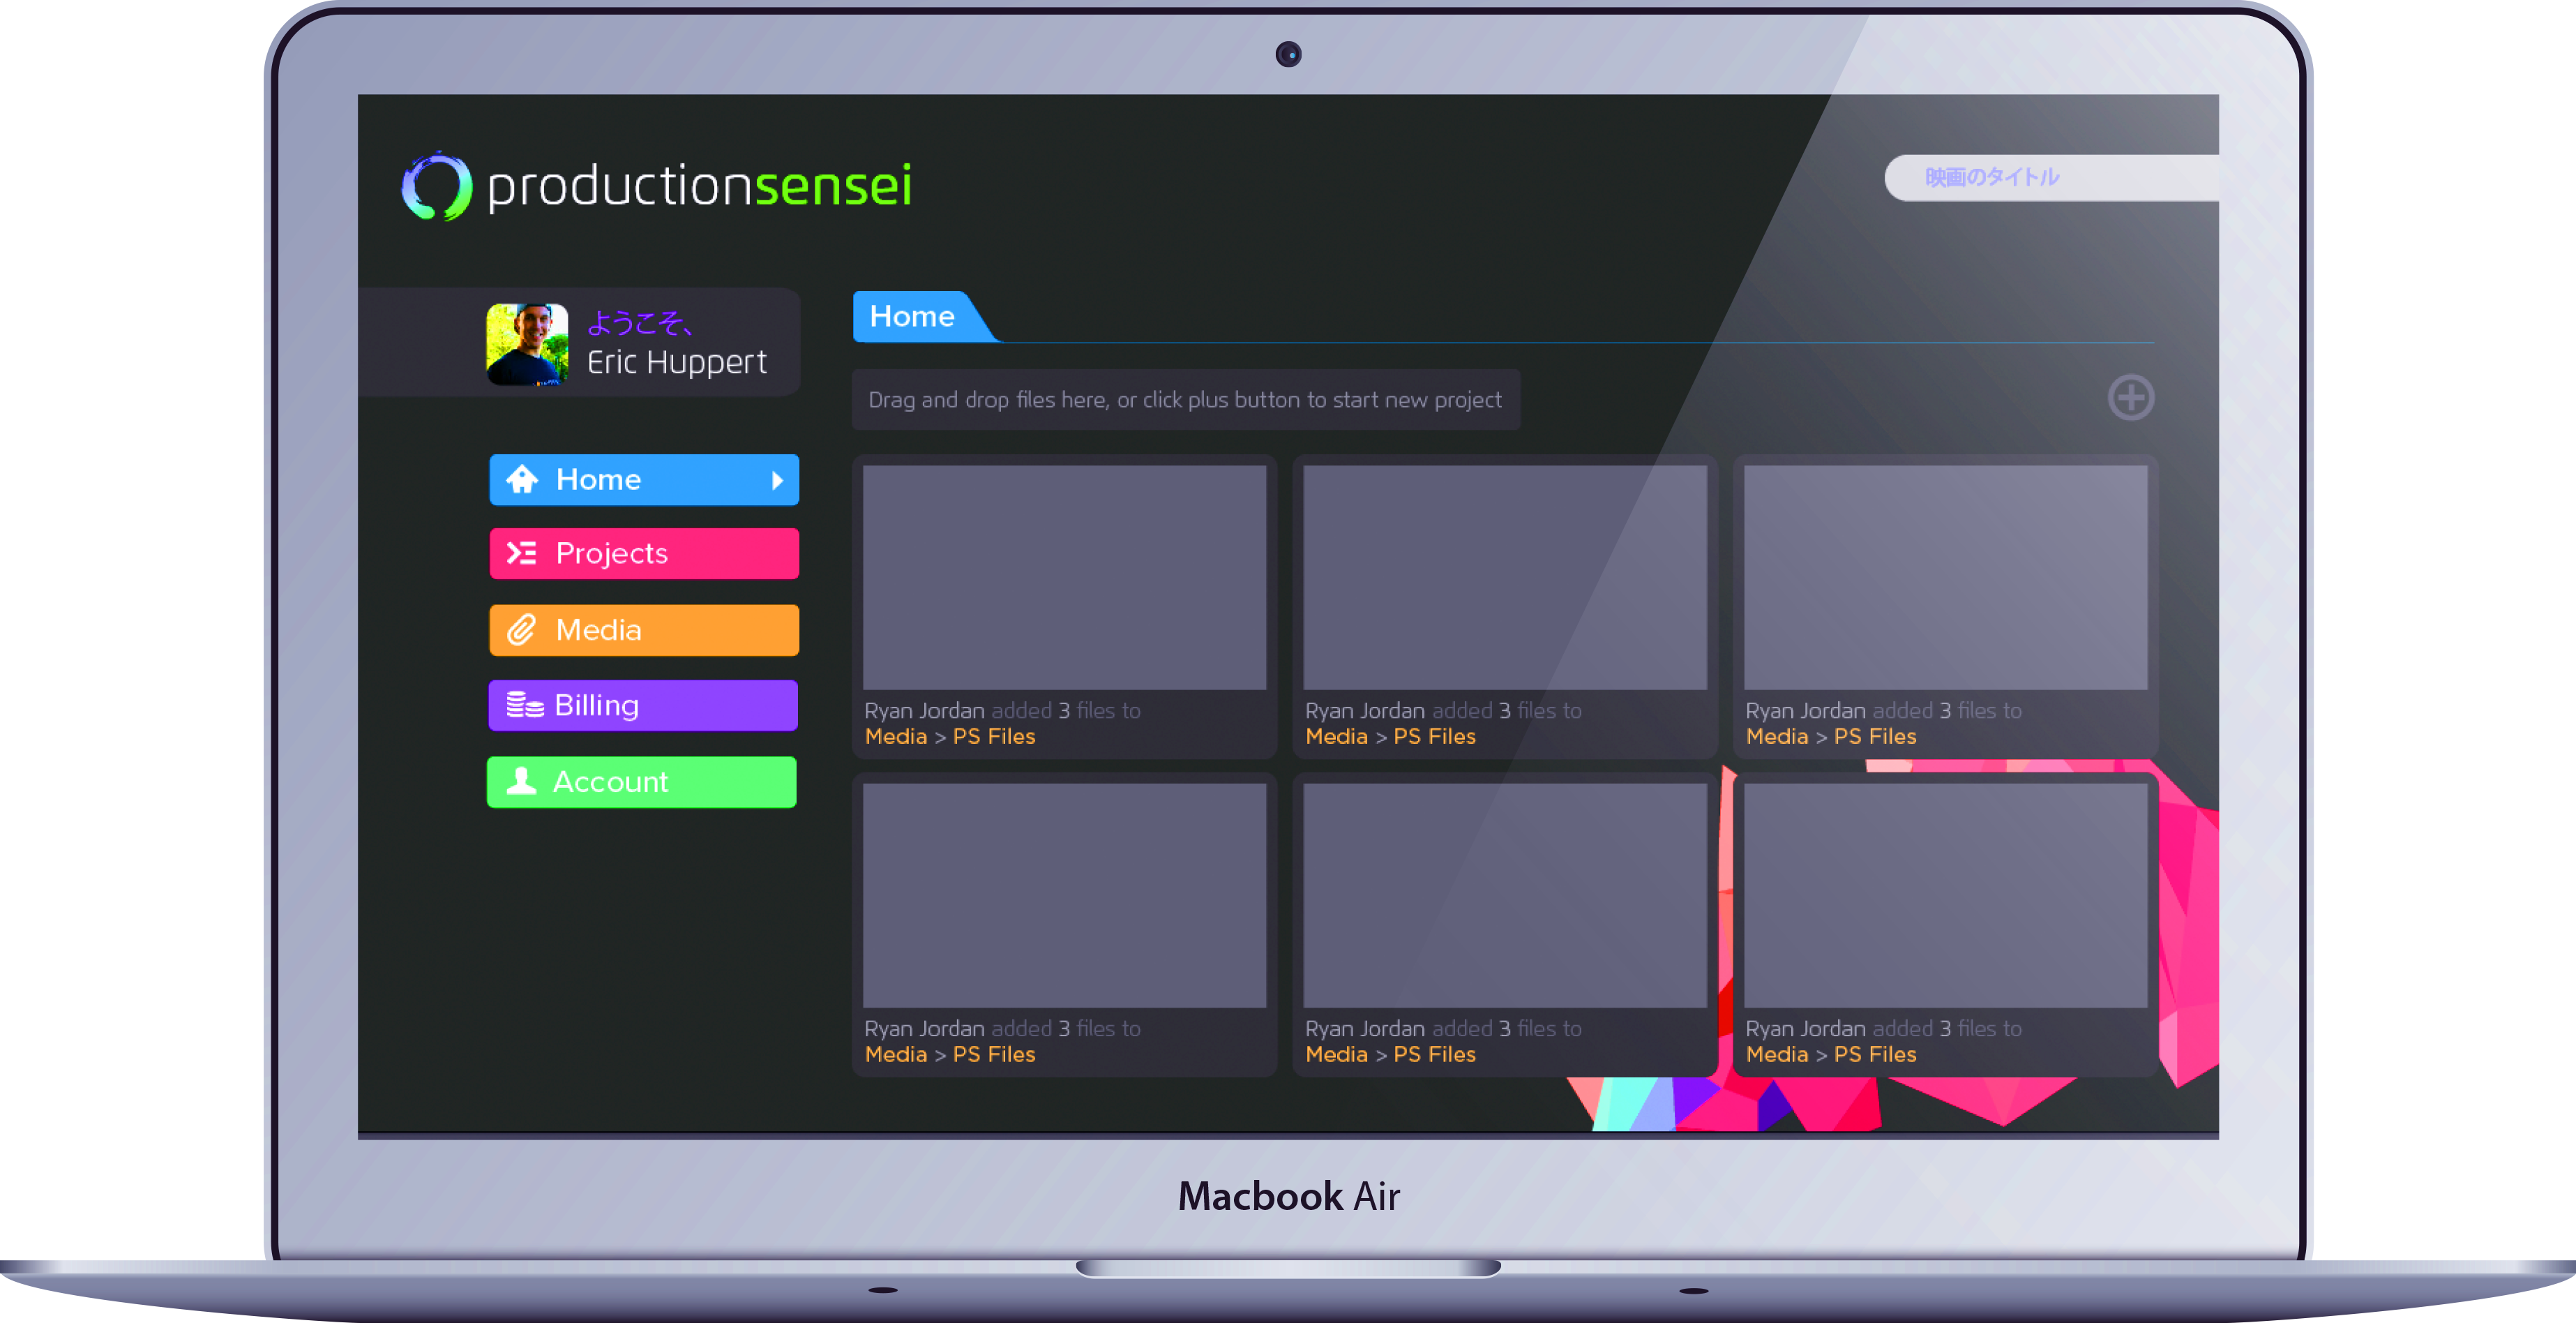 productionsensei
映画のタイトル
ようこそ、
Eric Huppert
Home
Projects
Media
Billing
Account
Home
Drag and drop files here, or click plus button to start new project
Ryan Jordan added 3 files to
Media > PS Files
Ryan Jordan added 3 files to
Media > PS Files
Ryan Jordan added 3 files to
Media > PS Files
Ryan Jordan added 3 files to
Media > PS Files
Ryan Jordan added 3 files to
Media > PS Files
Ryan Jordan added 3 files to
Media > PS Files
Macbook Air